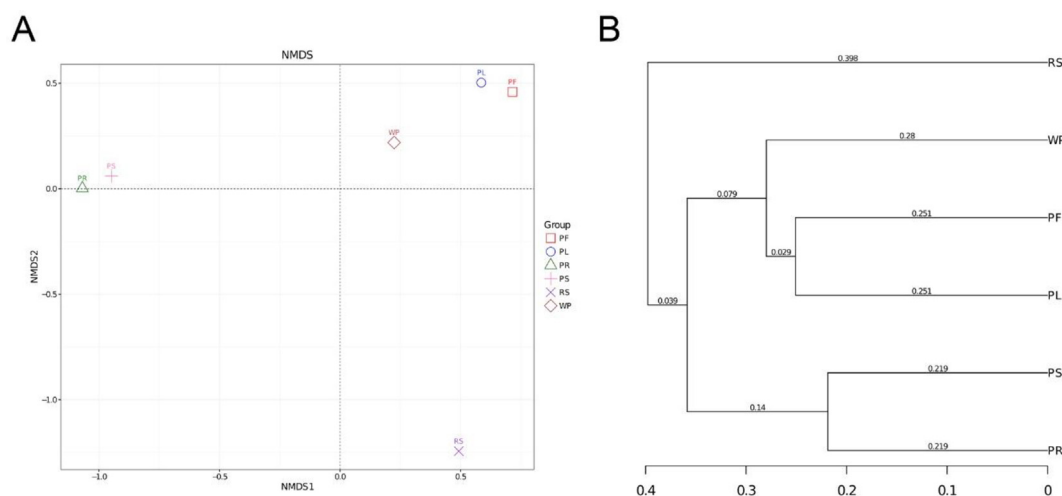 A
NMDS
0.5
0.0
−0.5
−1.0
NMDS2
PL
PF
WP
PS
PR
RS
−1.0
−0.5
0.0
0.5
NMDS1
Group
PF
PL
PR
PS
RS
WP
B
0.398
RS
0.28
WP
0.079
0.251
PF
0.029
0.251
PL
0.039
0.219
PS
0.14
0.219
PR
0.4
0.3
0.2
0.1
0